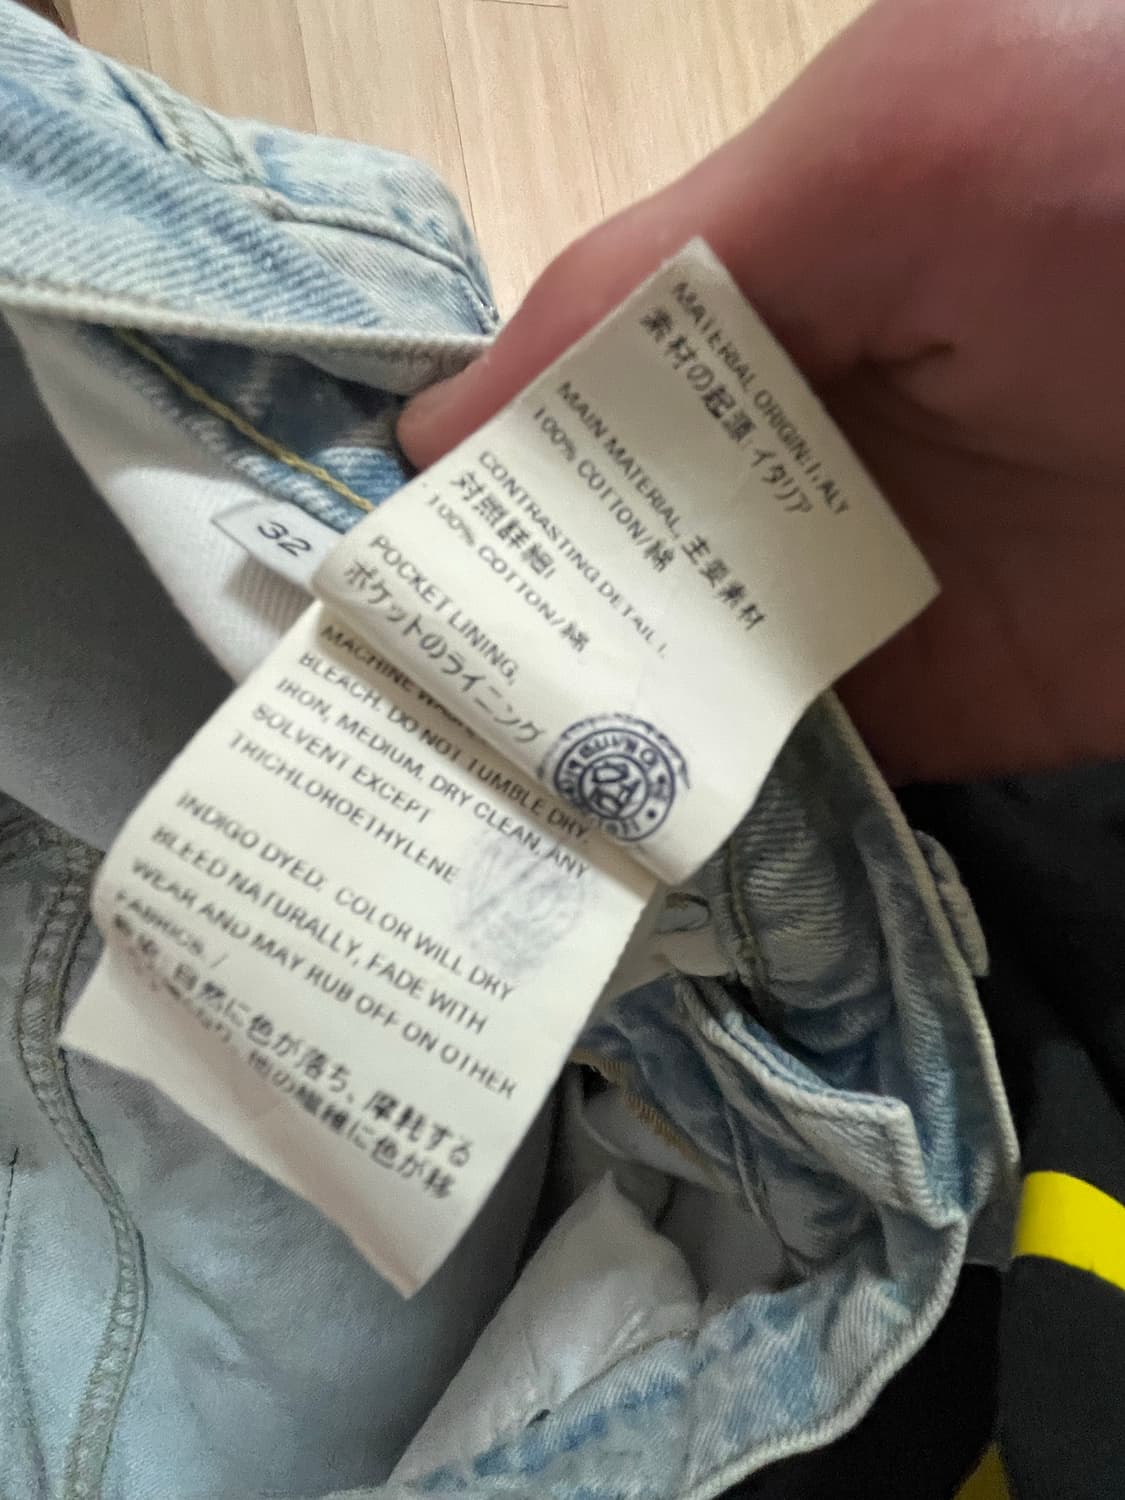 MATERIAL ORIGIN: ITALY
素材の起源: イタリア
MAIN MATERIAL, 主要素材
100% COTTON/綿
CONTRASTING DETAIL 1,
対照詳細1
100% COTTON/綿
POCKET LINING,
ポケットのライニング
32
MACHINE
BLEACH. DO NOT TUMBLE DRY.
IRON, MEDIUM. DRY CLEAN, ANY
SOLVENT EXCEPT
TRICHLOROETHYLENE
INDIGO DYED: COLOR WILL DRY
BLEED NATURALLY, FADE WITH
WEAR AND MAY RUB OFF ON OTHER
FABRICS. /
自然に色が落ち、摩耗する
他の繊維に色が移